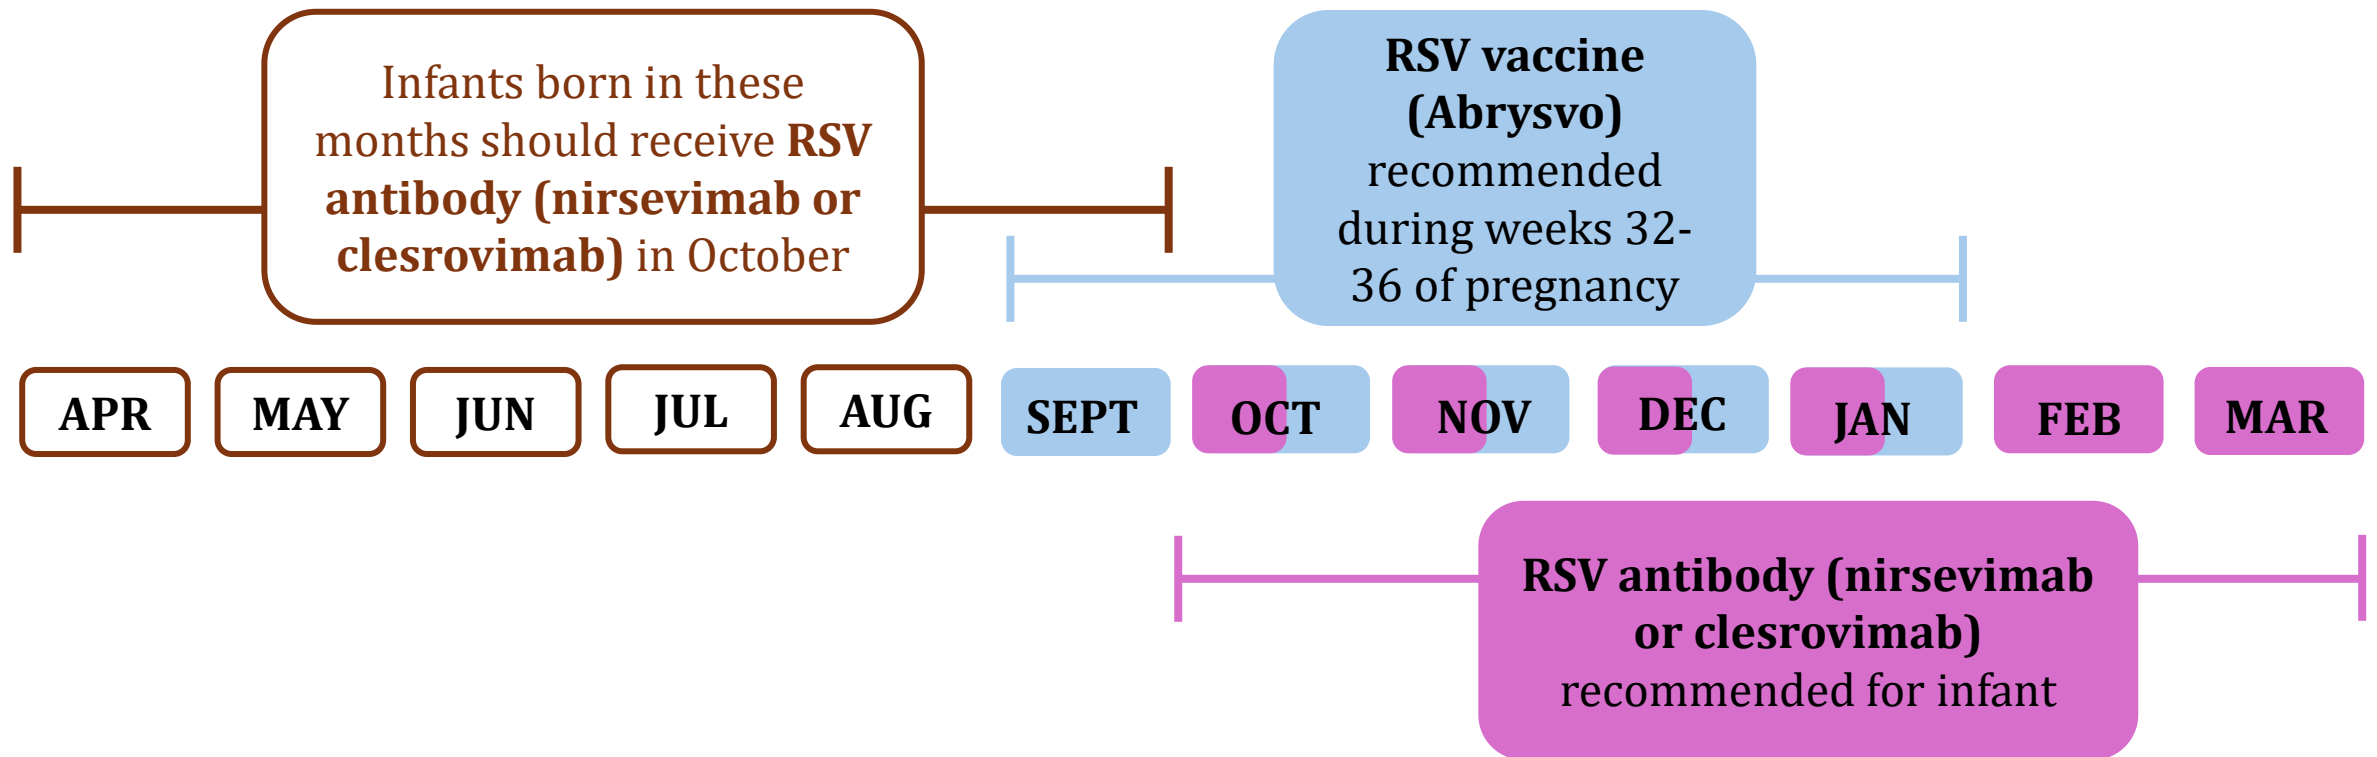 Infants born in these
months should receive RSV
antibody (nirsevimab or
clesrovimab) in October
RSV vaccine
(Abrysvo)
recommended
during weeks 32-
36 of pregnancy
APR
MAY
JUN
JUL
AUG
SEPT
OCT
NOV
DEC
JAN
FEB
MAR
RSV antibody (nirsevimab
or clesrovimab)
recommended for infant